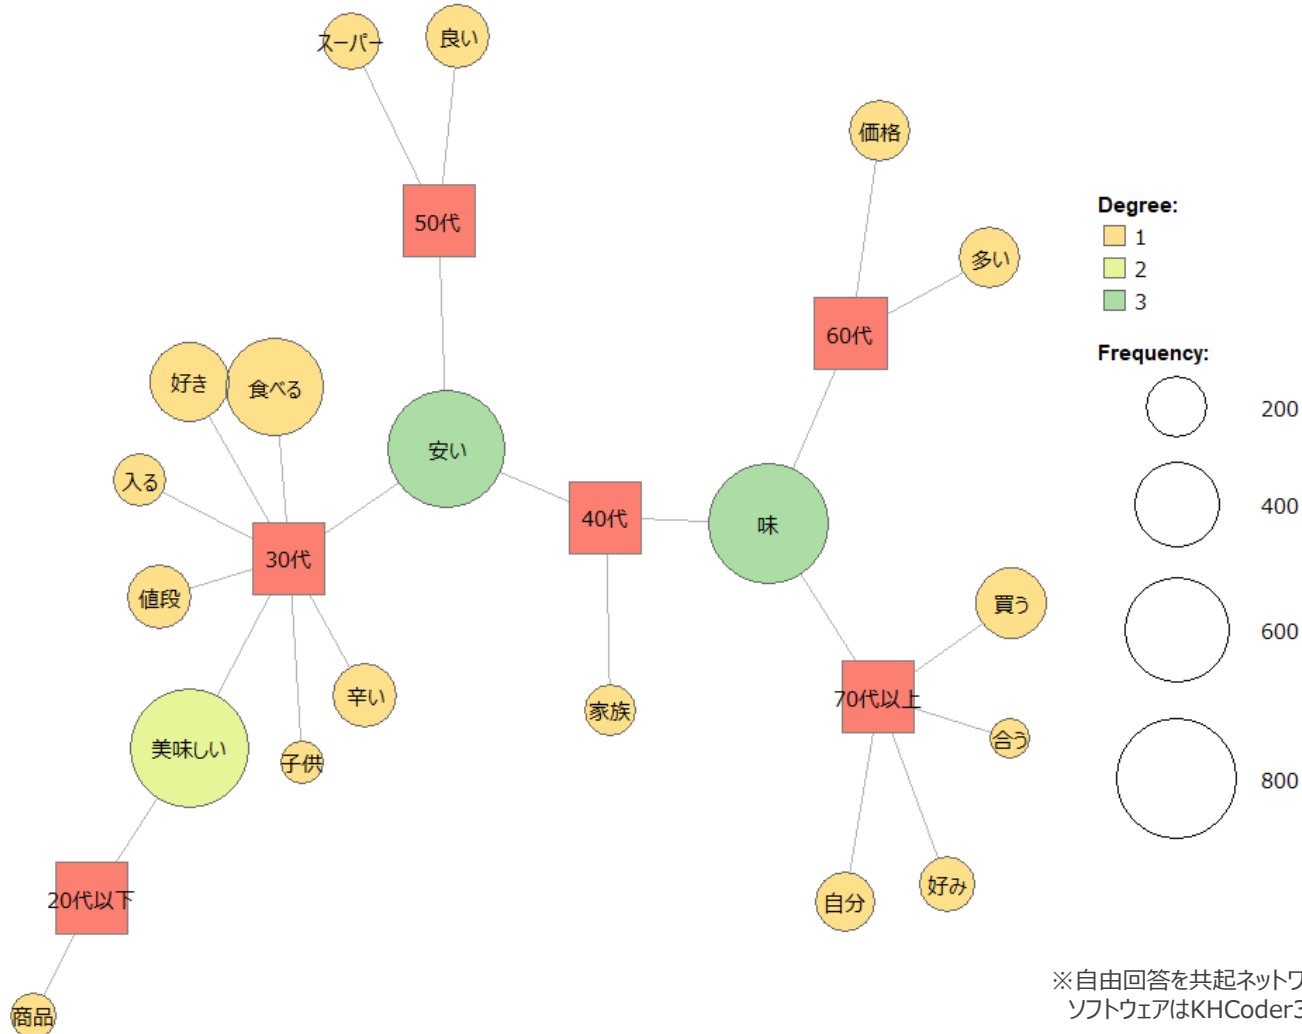 スーパー
良い
価格
50代
Degree:
1
多い
2
3
60代
Frequency:
好き
食べる
200
安い
入る
400
40代
味
30代
値段
買う
600
辛い
70代以上
家族
合う
美味しい
子供
800
好み
20代以下
自分
※自由回答を共起ネットワ
商品
ソフトウェアはKHCoder3